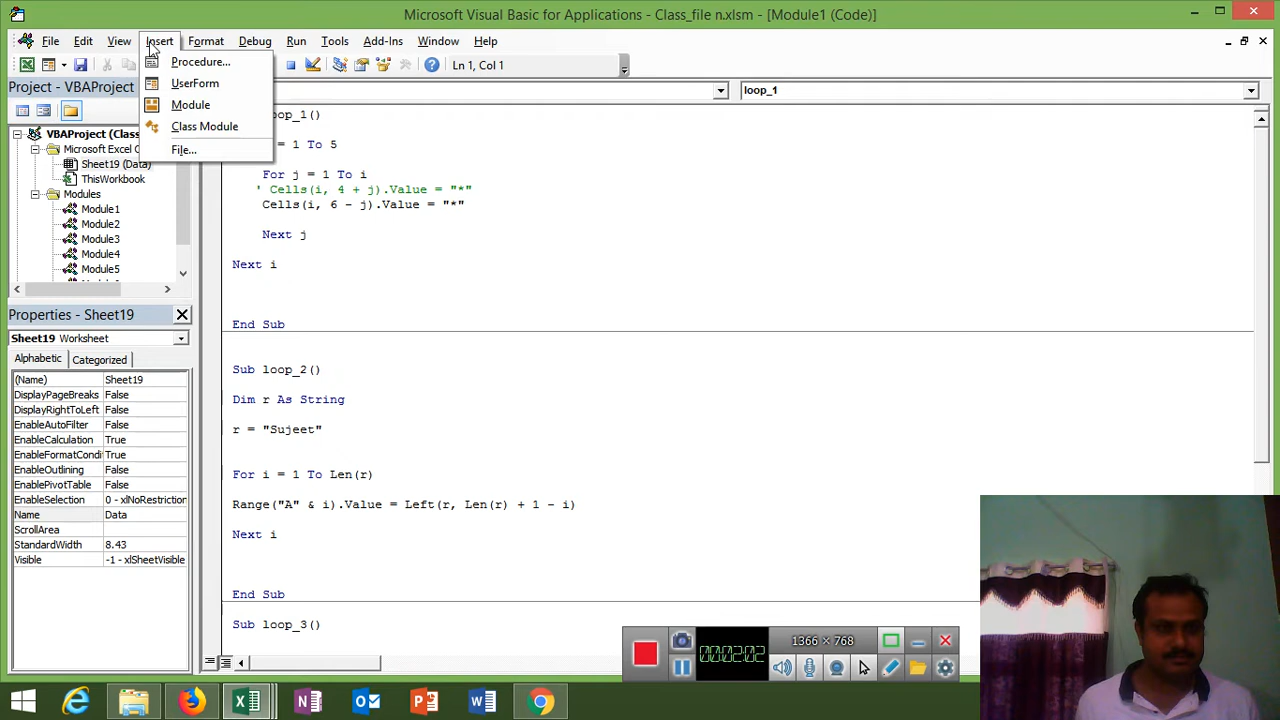 Microsoft Visual Basic for Applications - Class_file n.xlsm - [Module1 (Code)]
File Edit View Insert Format Debug Run Tools Add-Ins Window Help
Ln 1, Col 1
Procedure...
UserForm
Module
Class Module
File...
Project - VBAProject
loop_1
VBAProject (Clas
Microsoft Excel O
Sheet19 (Data)
ThisWorkbook
Modules
Module1
Module2
Module3
Module4
Module5
Properties - Sheet19
Sheet19 Worksheet
Alphabetic Categorized
(Name) Sheet19
DisplayPageBreaks False
DisplayRightToLeft False
EnableAutoFilter False
EnableCalculation True
EnableFormatCondi True
EnableOutlining False
EnablePivotTable False
EnableSelection 0 - xlNoRestriction
Name Data
ScrollArea
StandardWidth 8.43
Visible -1 - xlSheetVisible
oop_1()
= 1 To 5
For j = 1 To i
' Cells(i, 4 + j).Value = "*"
Cells(i, 6 - j).Value = "*"
Next j
Next i
End Sub
Sub loop_2()
Dim r As String
r = "Sujeet"
For i = 1 To Len(r)
Range("A" & i).Value = Left(r, Len(r) + 1 - i)
Next i
End Sub
Sub loop_3()
00:02:02
1366 × 768